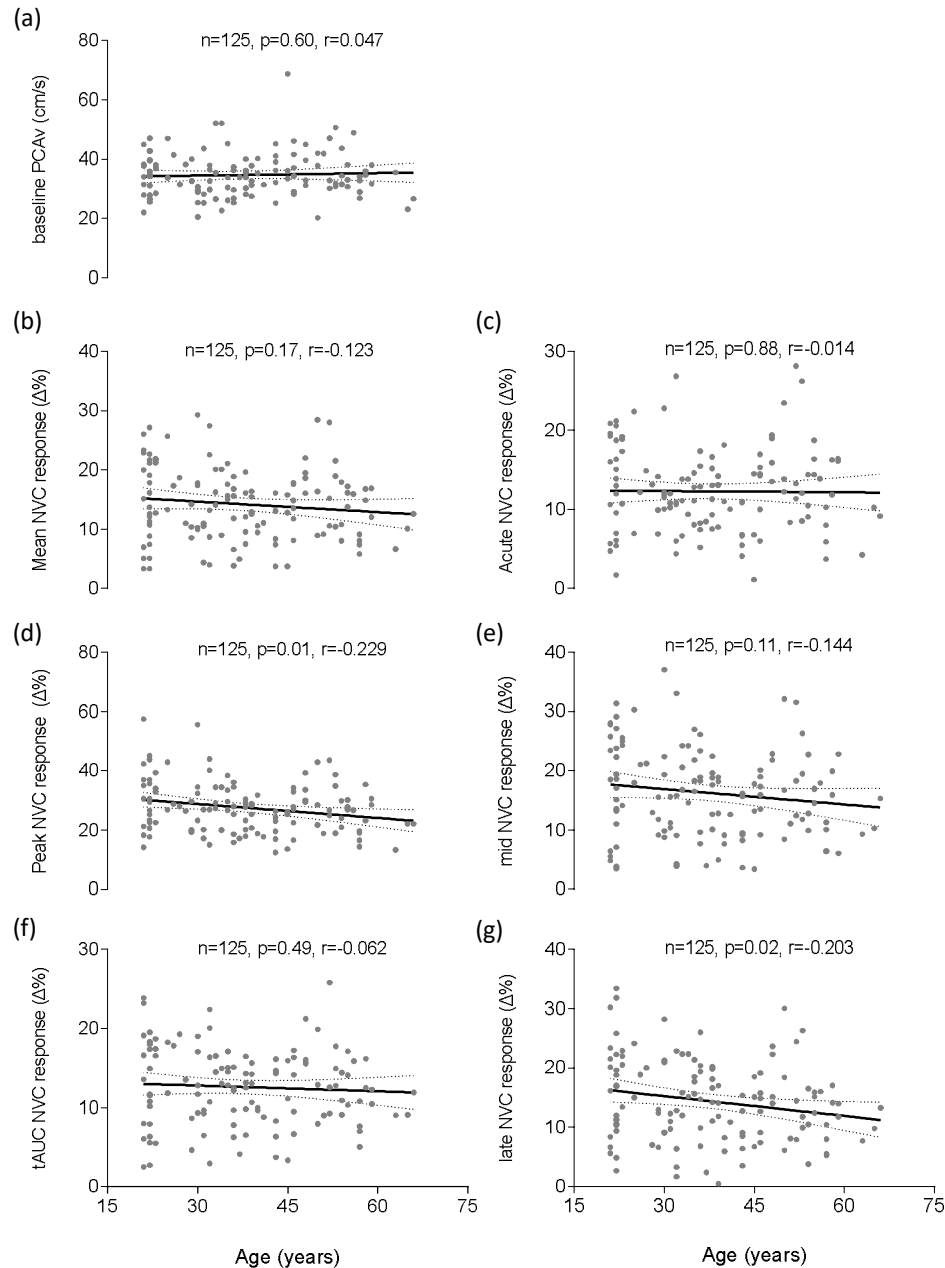 (a)
n=125, p=0.60, r=0.047
80
60
40
20
0
baseline PCAv (cm/s)
(b)
n=125, p=0.17, r=-0.123
40
30
20
10
0
Mean NVC response (Δ%)
(c)
n=125, p=0.88, r=-0.014
30
20
10
0
Acute NVC response (Δ%)
(d)
n=125, p=0.01, r=-0.229
80
60
40
20
0
Peak NVC response (Δ%)
(e)
n=125, p=0.11, r=-0.144
40
30
20
10
0
mid NVC response (Δ%)
(f)
n=125, p=0.49, r=-0.062
30
20
10
0
tAUC NVC response (Δ%)
15 30 45 60 75
Age (years)
(g)
n=125, p=0.02, r=-0.203
40
30
20
10
0
late NVC response (Δ%)
15 30 45 60 75
Age (years)